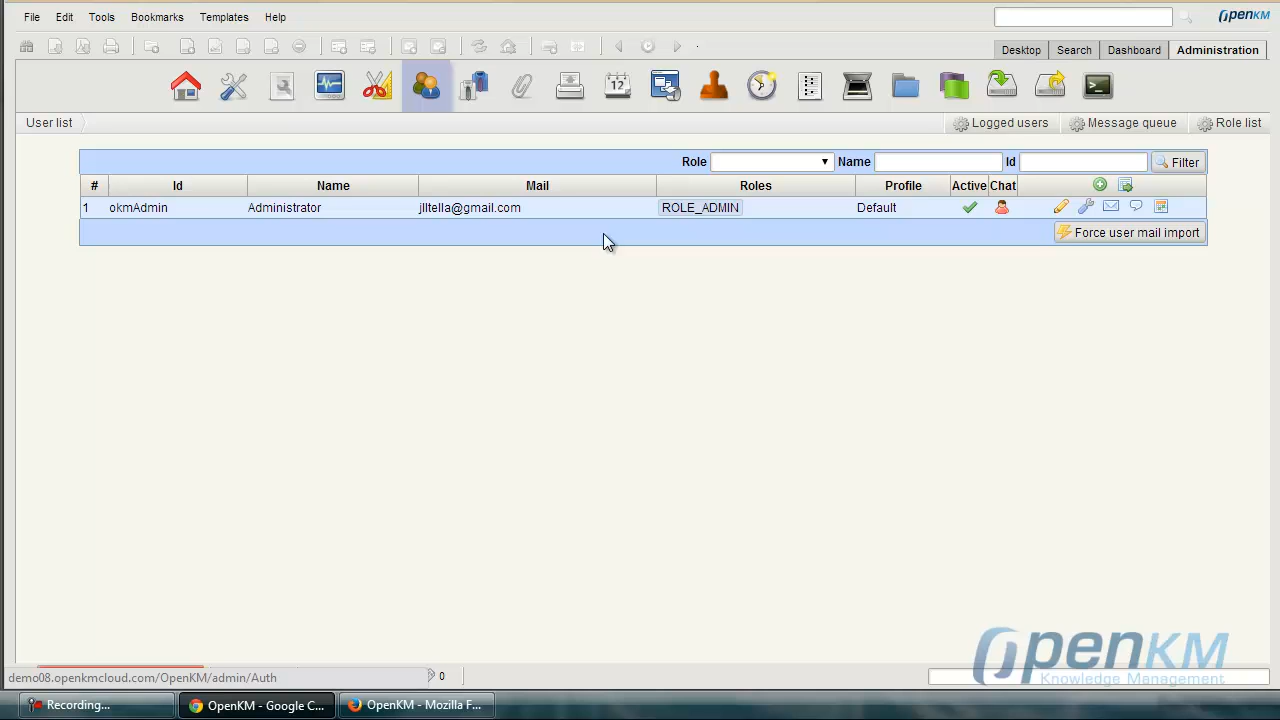 File Edit Tools Bookmarks Templates Help
OpenKM
Desktop Search Dashboard Administration
12
User list Logged users Message queue Role list
Role Name Id Filter
# Id Name Mail Roles Profile Active Chat
1 okmAdmin Administrator jlltella@gmail.com ROLE_ADMIN Default
Force user mail import
OpenKM
Knowledge Management
demo08.openkmcloud.com/OpenKM/admin/Auth 0
Recording... OpenKM - Google C... OpenKM - Mozilla F...